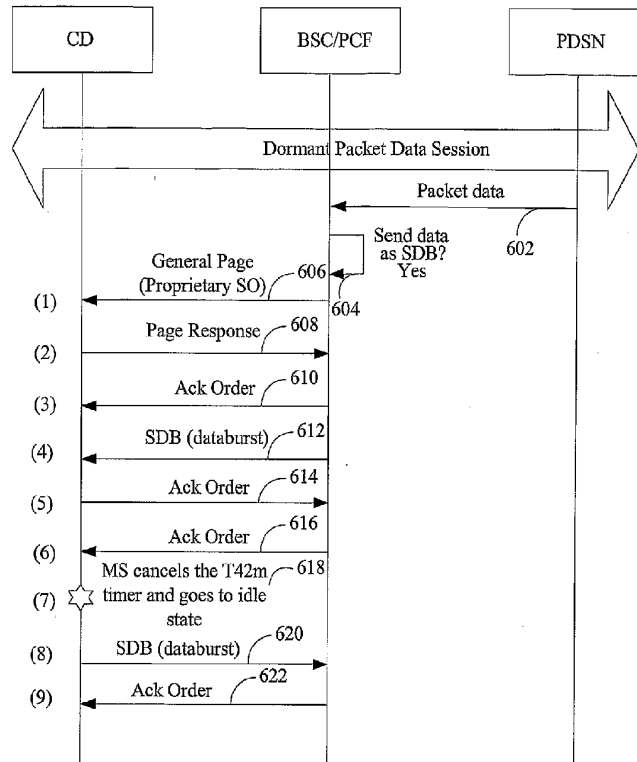 CD
BSC/PCF
PDSN
Dormant Packet Data Session
Packet data
602
Send data
as SDB?
Yes
604
General Page
(Proprietary SO)
606
(1)
Page Response
608
(2)
Ack Order
610
(3)
SDB (databurst)
612
(4)
Ack Order
614
(5)
Ack Order
616
(6)
MS cancels the T42m
timer and goes to idle
state
618
(7)
SDB (databurst)
620
(8)
Ack Order
622
(9)